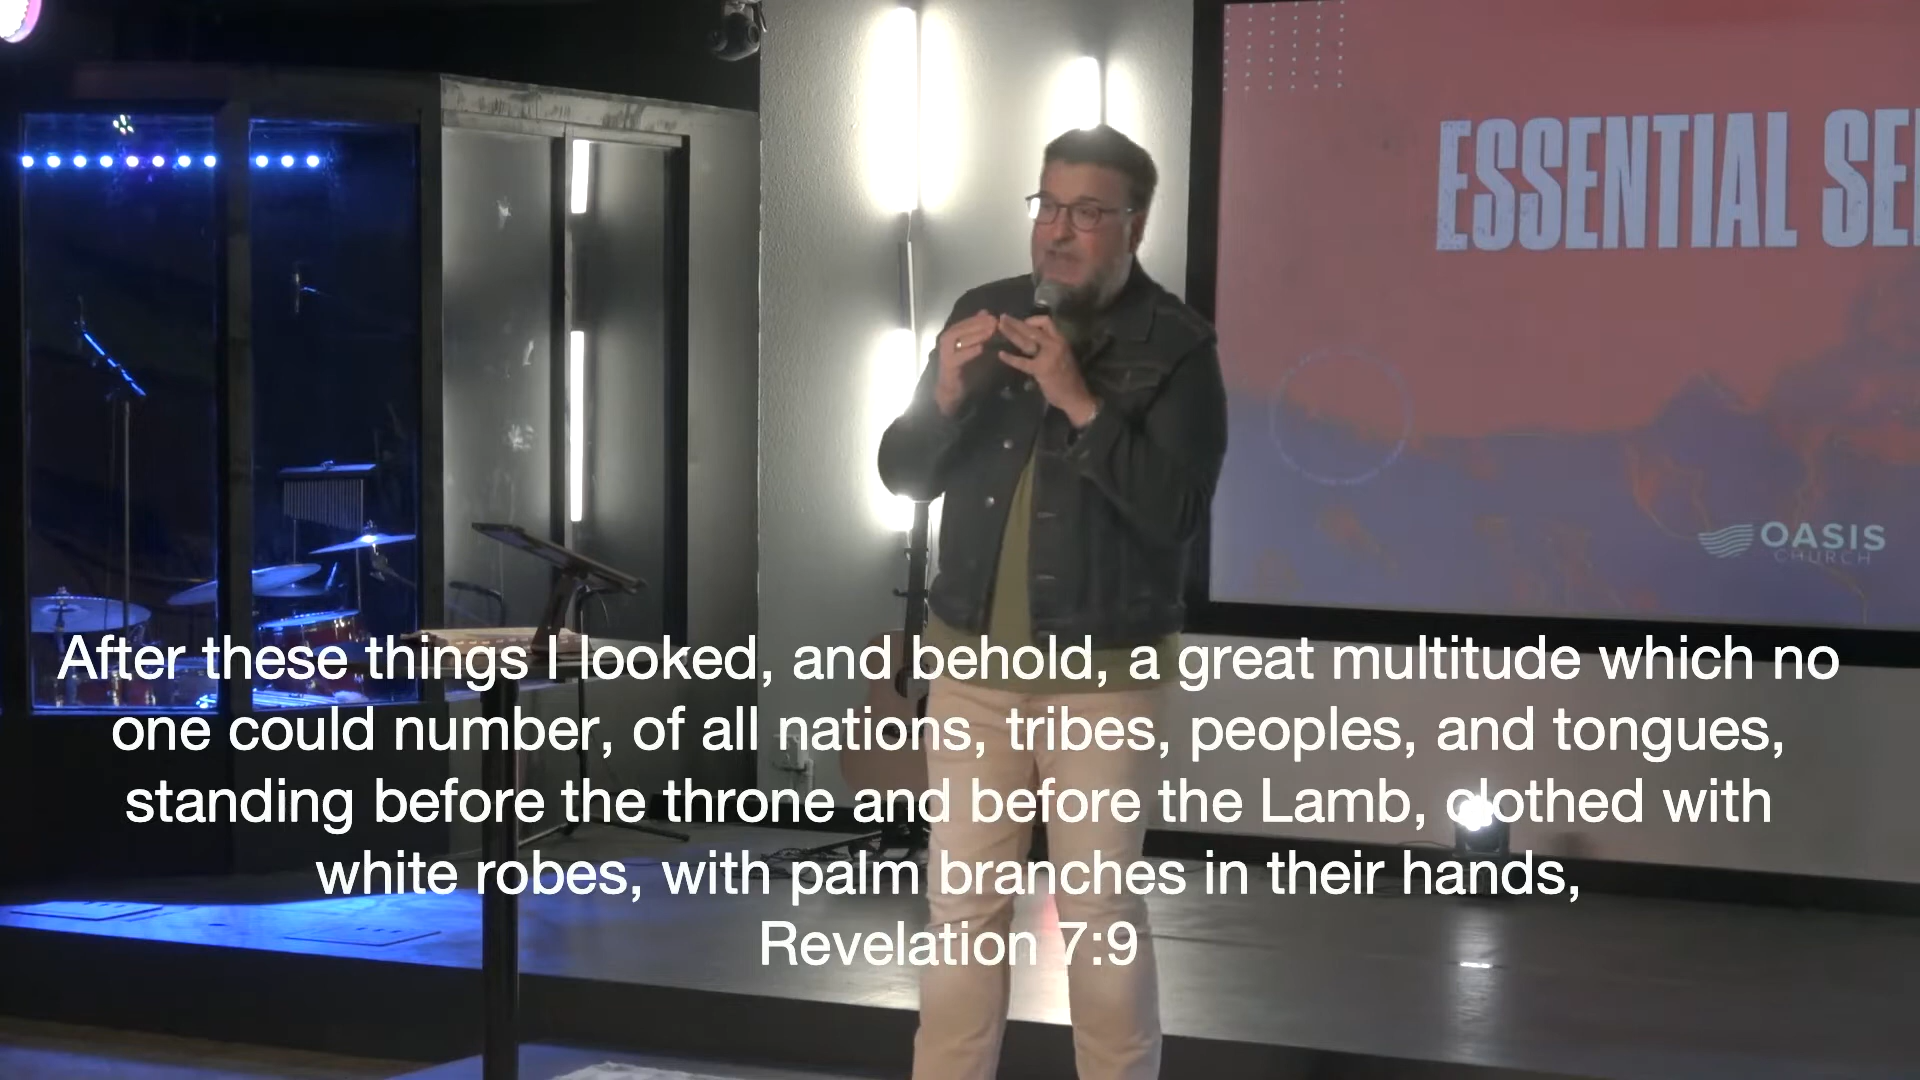 ESSENTIAL SE
OASIS
CHURCH
After these things I looked, and behold, a great multitude which no
one could number, of all nations, tribes, peoples, and tongues,
standing before the throne and before the Lamb, clothed with
white robes, with palm branches in their hands,
Revelation 7:9